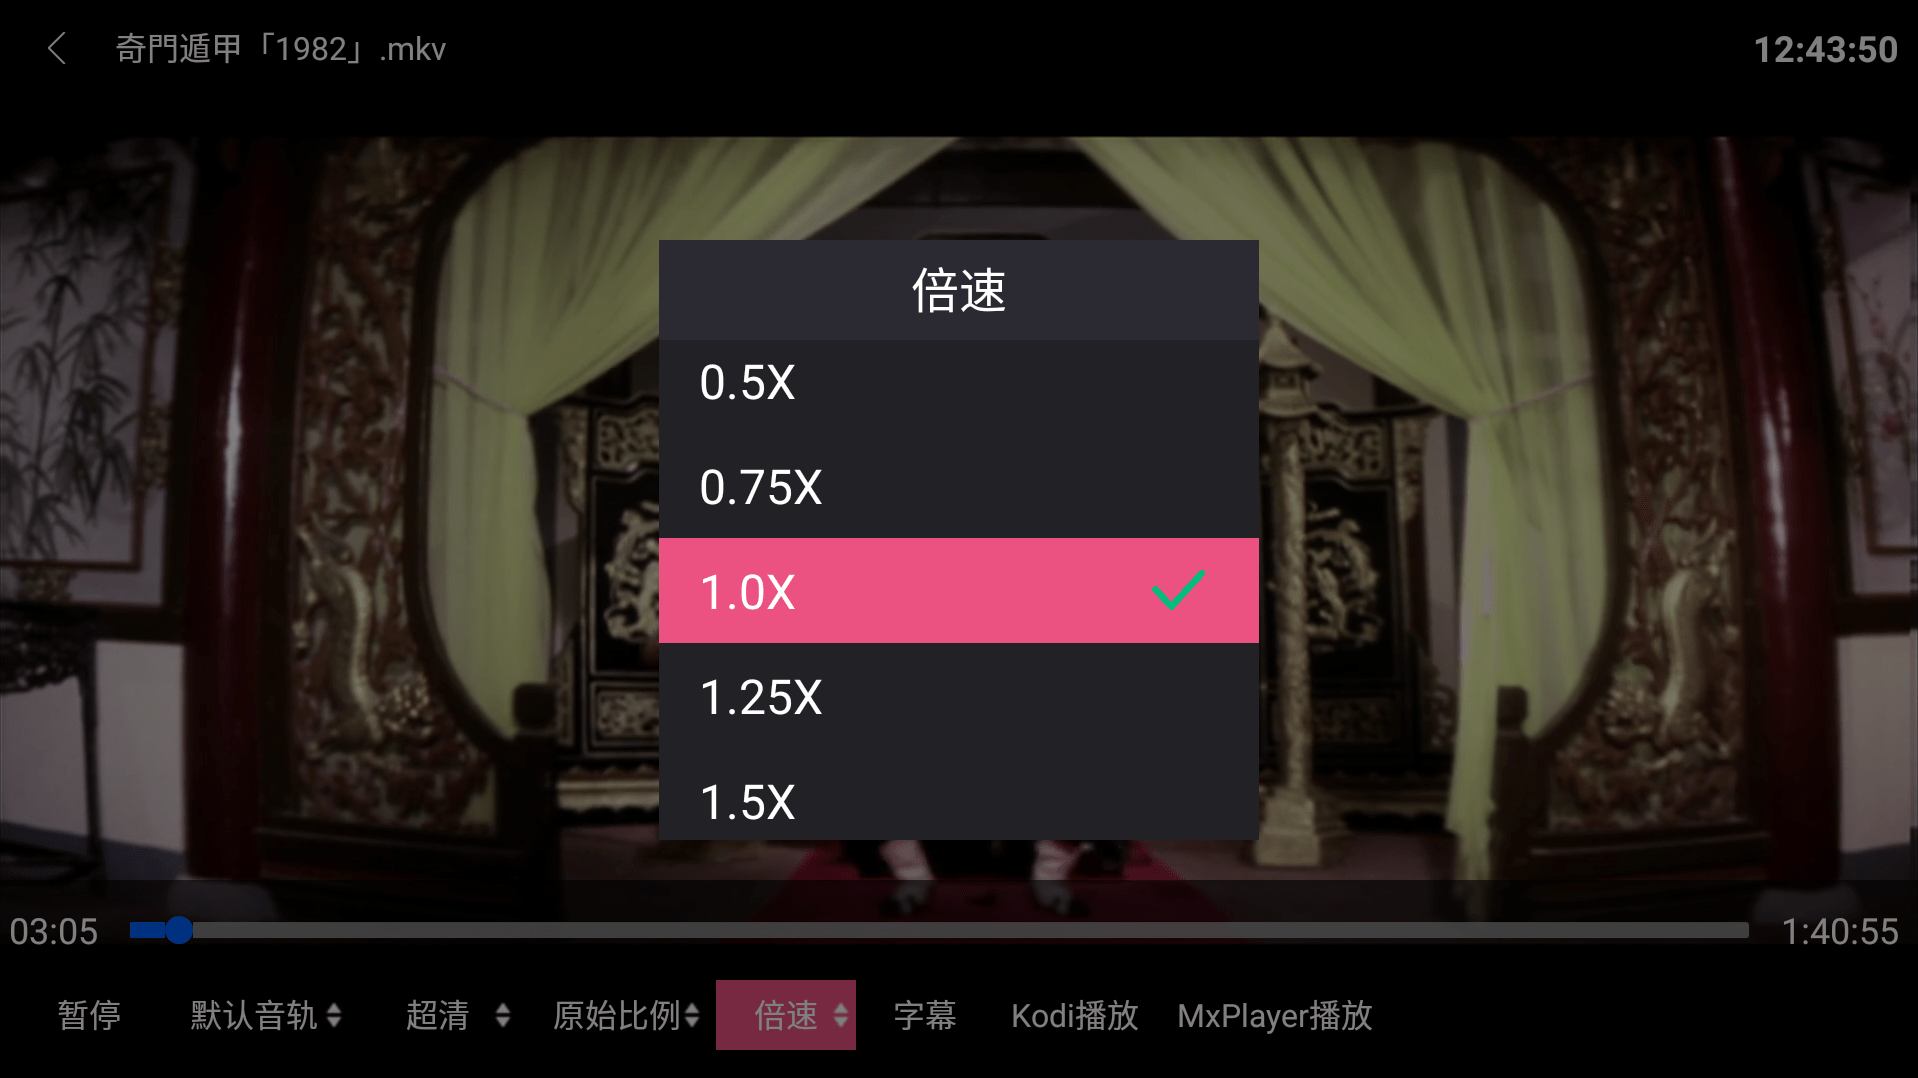 奇門遁甲「1982」.mkv
12:43:50
倍速
0.5X
0.75X
1.0X
1.25X
1.5X
03:05
1:40:55
暂停 默认音轨 超清 原始比例 倍速 字幕 Kodi播放 MxPlayer播放